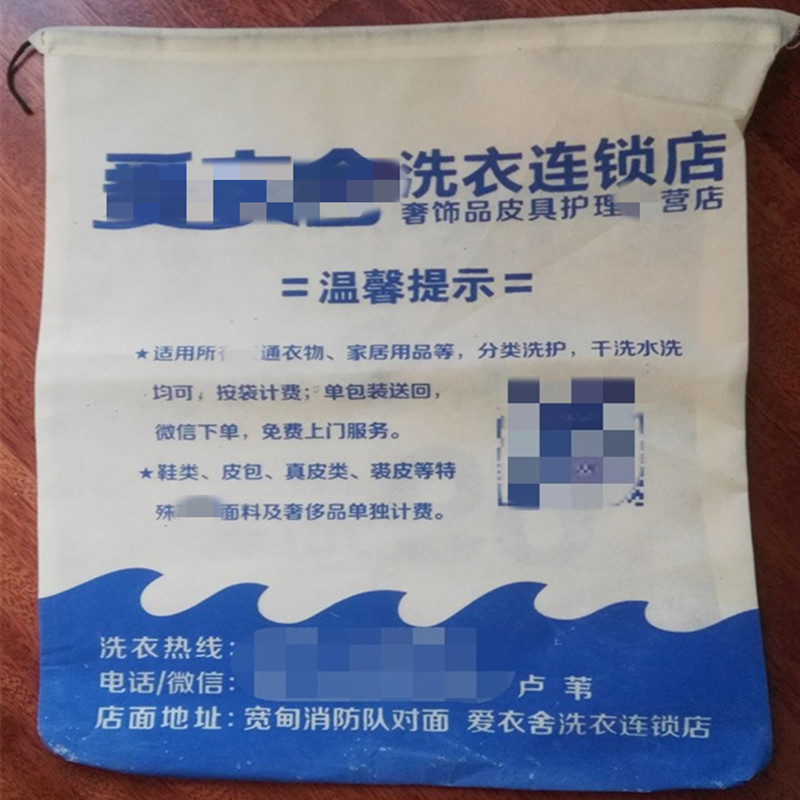 洗衣连锁店
奢饰品皮具护理 营店
=温馨提示=
★适用所 通衣物、家居用品等，分类洗护，干洗水洗
均可，按袋计费；单包装送回，
微信下单，免费上门服务。
★鞋类、皮包、真皮类、裘皮等特
殊 面料及奢侈品单独计费。
洗衣热线：
电话/微信： 卢苇
店面地址：宽甸消防队对面 爱衣舍洗衣连锁店